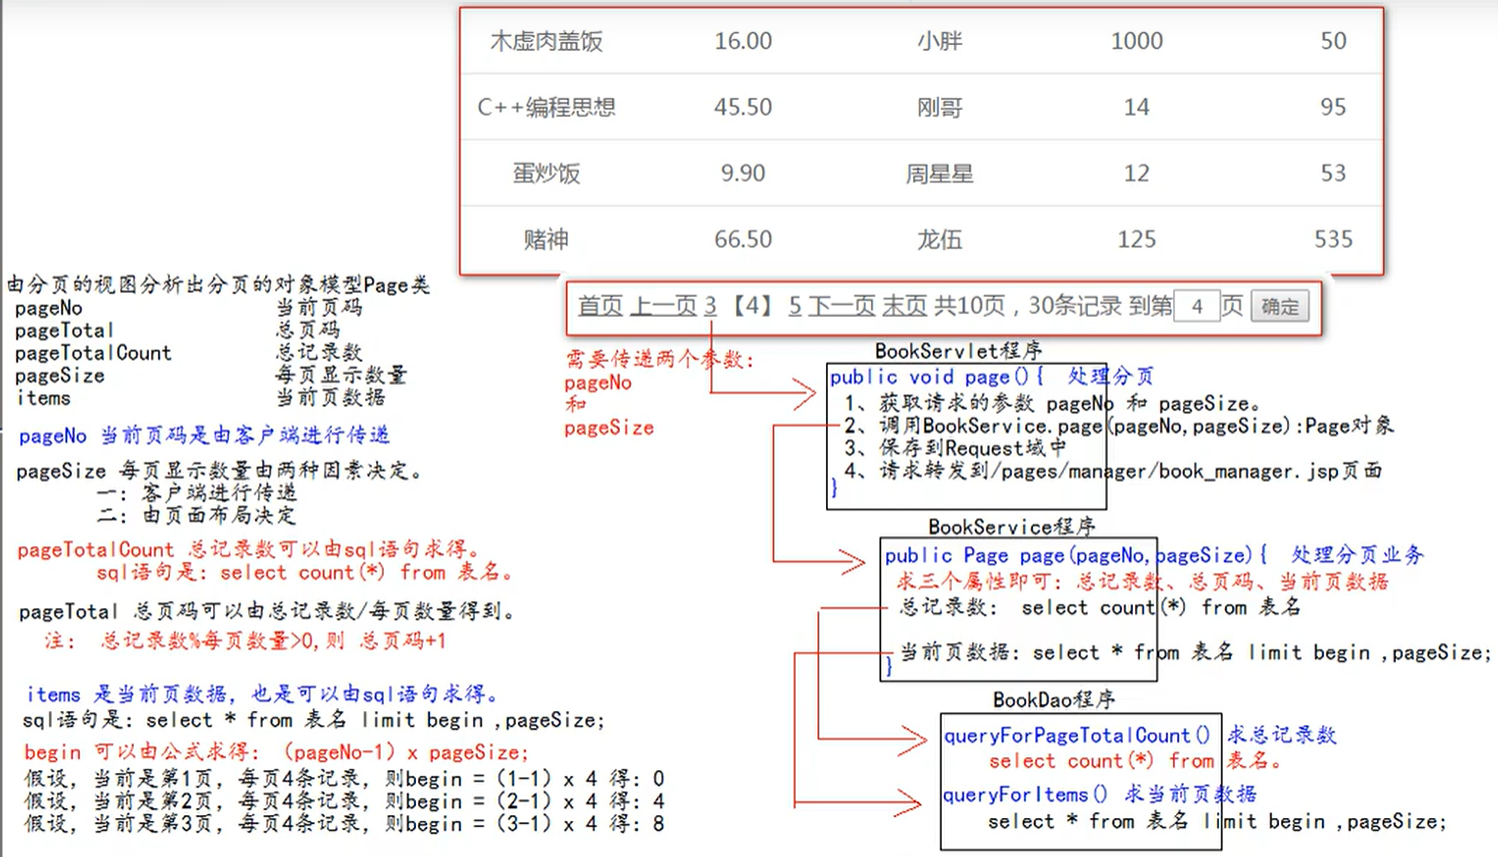 木虚肉盖饭 16.00 小胖 1000 50
C++编程思想 45.50 刚哥 14 95
蛋炒饭 9.90 周星星 12 53
赌神 66.50 龙伍 125 535
首页 上一页 3 【4】 5 下一页 末页 共10页，30条记录 到第 4 页 确定
由分页的视图分析出分页的对象模型Page类
pageNo 当前页码
pageTotal 总页码
pageTotalCount 总记录数
pageSize 每页显示数量
items 当前页数据
pageNo 当前页码是由客户端进行传递
pageSize 每页显示数量由两种因素决定。
一：客户端进行传递
二：由页面布局决定
pageTotalCount 总记录数可以由sql语句求得。
sql语句是：select count(*) from 表名。
pageTotal 总页码可以由总记录数/每页数量得到。
注： 总记录数%每页数量>0,则 总页码+1
items 是当前页数据，也是可以由sql语句求得。
sql语句是：select * from 表名 limit begin ,pageSize;
begin 可以由公式求得：（pageNo-1）x pageSize;
假设，当前是第1页，每页4条记录，则begin =（1-1）x 4 得：0
假设，当前是第2页，每页4条记录，则begin =（2-1）x 4 得：4
假设，当前是第3页，每页4条记录，则begin =（3-1）x 4 得：8
需要传递两个参数：
pageNo
和
pageSize
BookServlet程序
public void page(){ 处理分页
1、获取请求的参数 pageNo 和 pageSize。
2、调用BookService.page(pageNo,pageSize):Page对象
3、保存到Request域中
4、请求转发到/pages/manager/book_manager.jsp页面
}
BookService程序
public Page page(pageNo,pageSize){ 处理分页业务
求三个属性即可：总记录数、总页码、当前页数据
总记录数： select count(*) from 表名
当前页数据：select * from 表名 limit begin ,pageSize;
}
BookDao程序
queryForPageTotalCount() 求总记录数
select count(*) from 表名。
queryForItems() 求当前页数据
select * from 表名 limit begin ,pageSize;